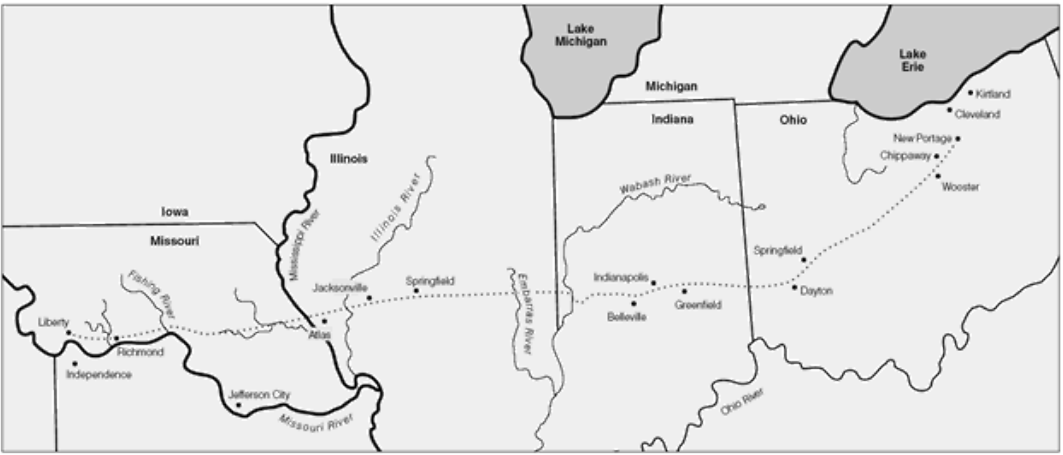 Lake
Michigan
Lake
Erie
Michigan
Kirtland
Indiana
Ohio
Cleveland
New Portage
Chippaway
Illinois
Wooster
Illinois River
Wabash River
Iowa
Missouri
Mississippi River
Springfield
Fishing River
Jacksonville
Springfield
Embarras River
Indianapolis
Greenfield
Dayton
Belleville
Liberty
Atlas
Richmond
Independence
Jefferson City
Missouri River
Ohio River